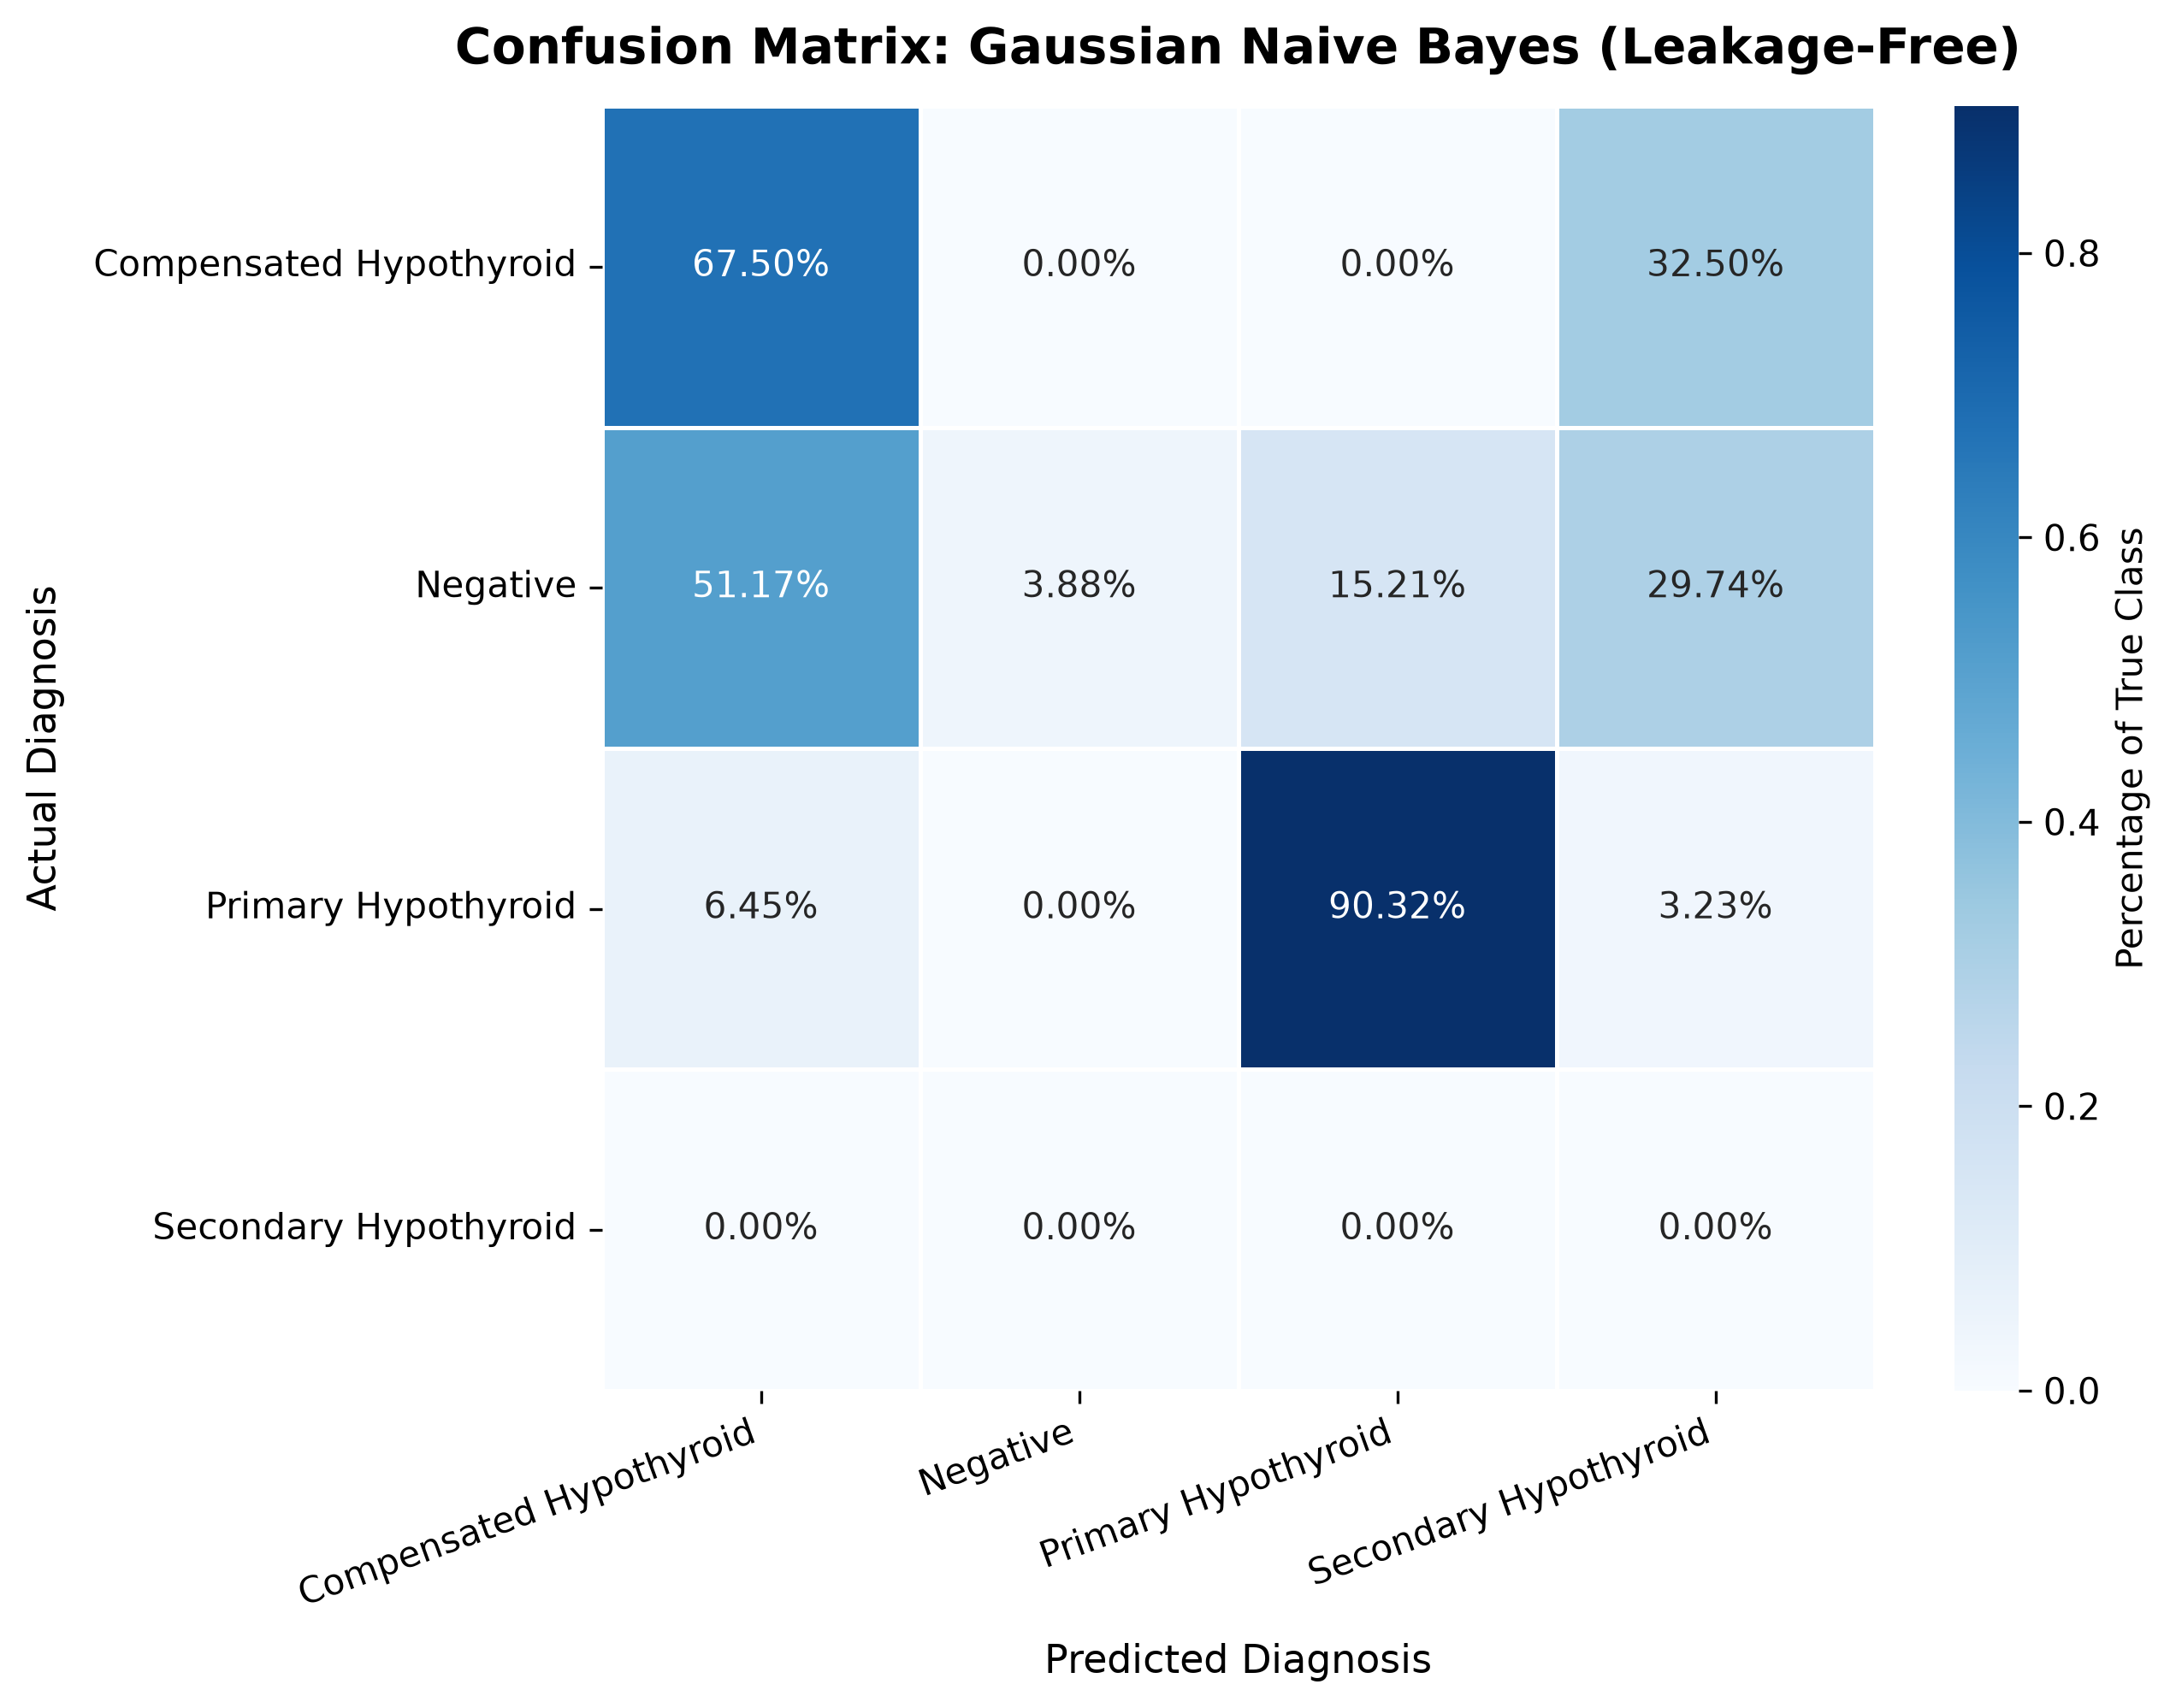 Confusion Matrix: Gaussian Naive Bayes (Leakage-Free)
Actual Diagnosis
Compensated Hypothyroid
67.50% 0.00% 0.00% 32.50%
Negative
51.17% 3.88% 15.21% 29.74%
Primary Hypothyroid
6.45% 0.00% 90.32% 3.23%
Secondary Hypothyroid
0.00% 0.00% 0.00% 0.00%
Compensated Hypothyroid
Negative
Primary Hypothyroid
Secondary Hypothyroid
Predicted Diagnosis
0.8
0.6
0.4
0.2
0.0
Percentage of True Class